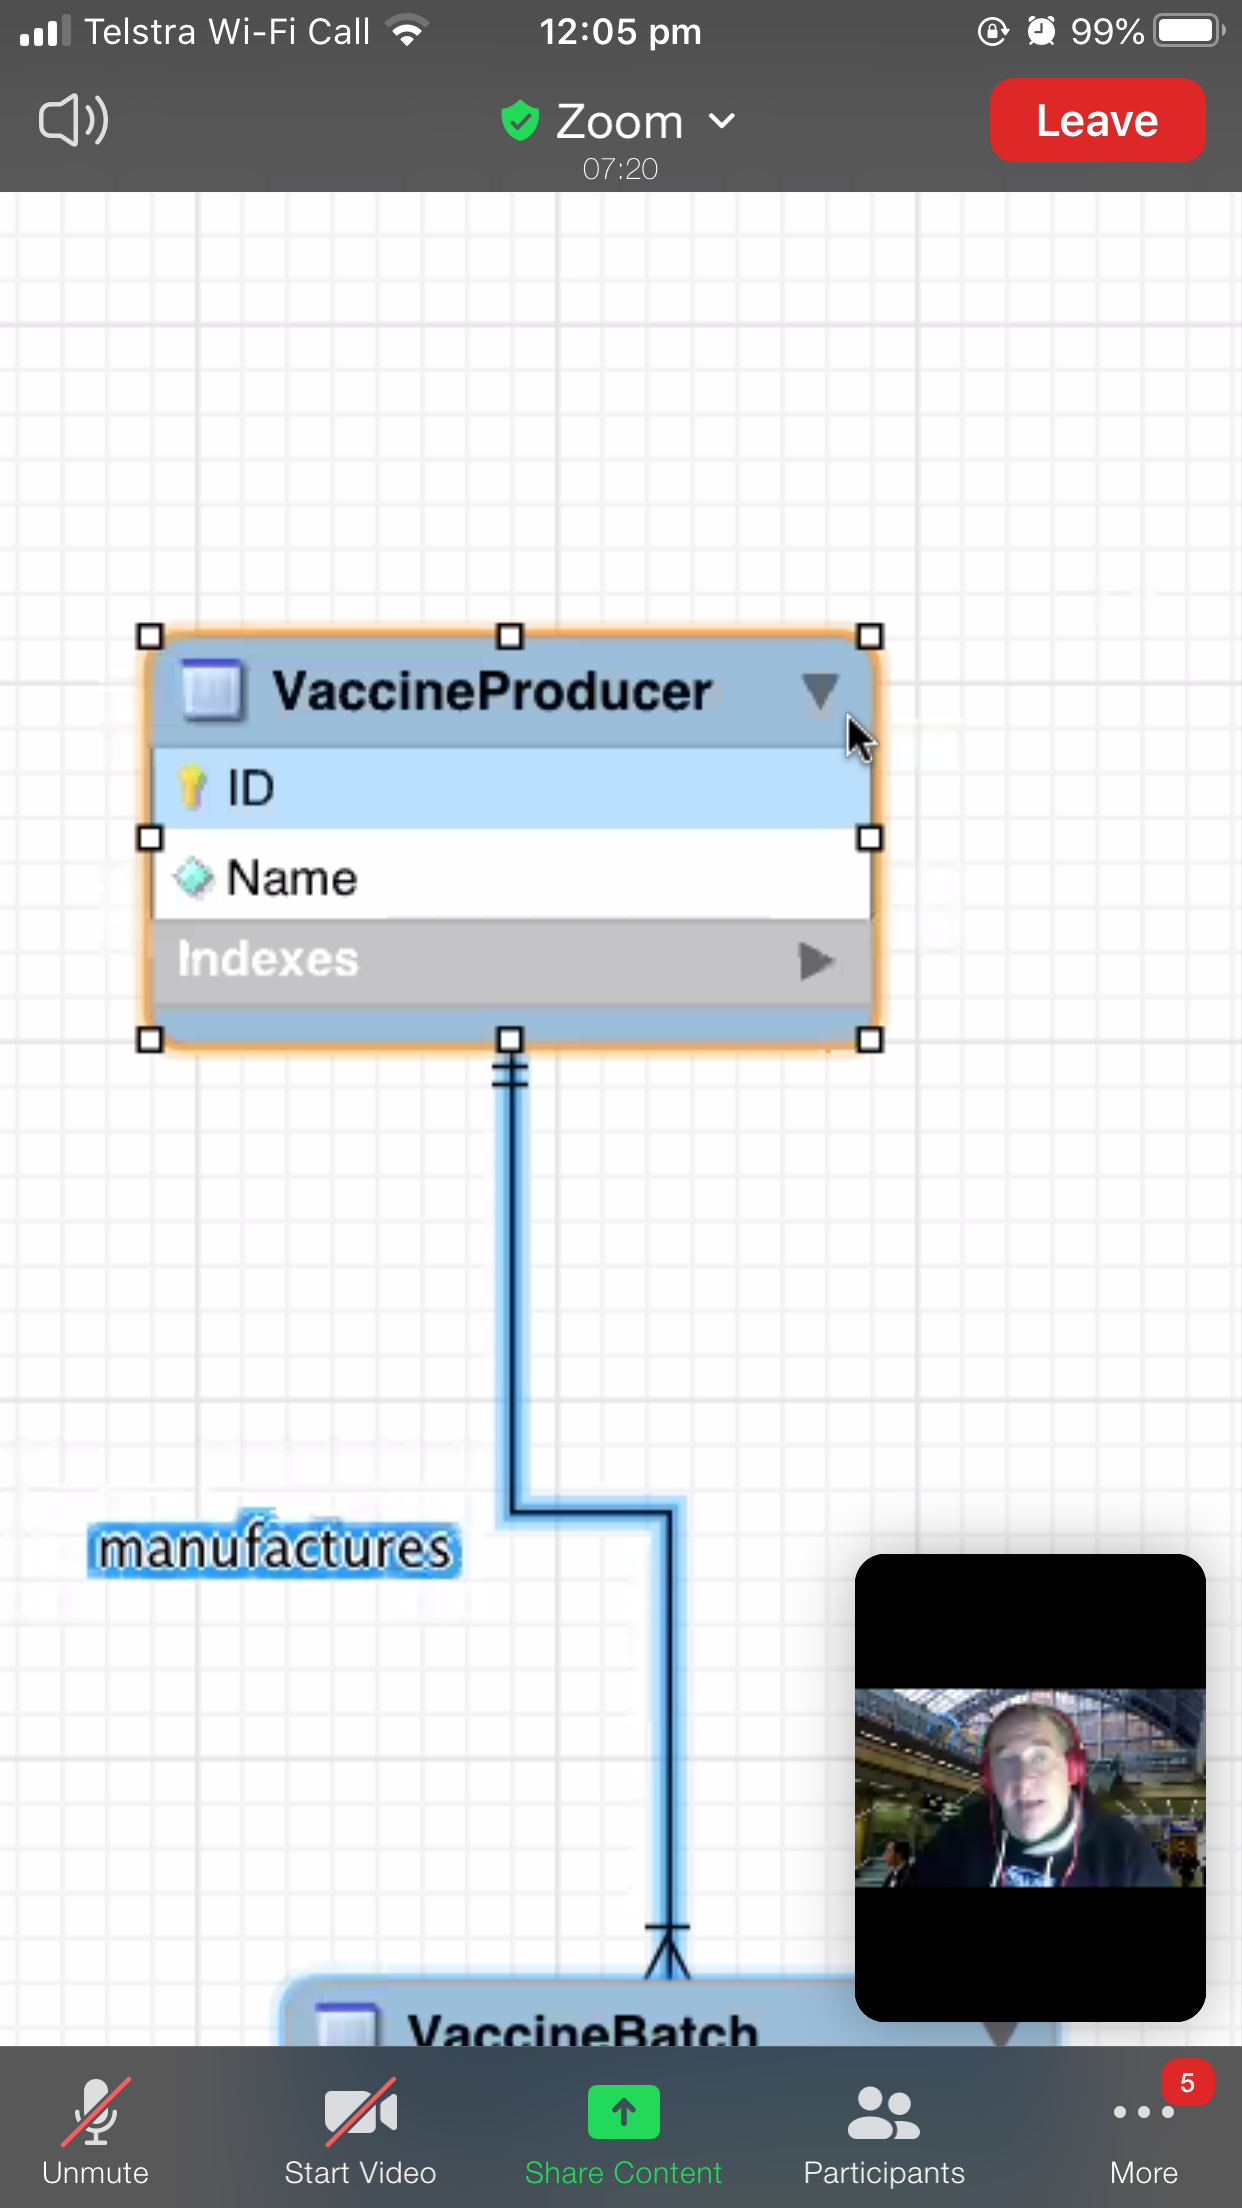 Telstra Wi-Fi Call 12:05 pm 99%
Zoom Leave
07:20
VaccineProducer
ID
Name
Indexes
manufactures
VaccineBatch
5
Unmute Start Video Share Content Participants More